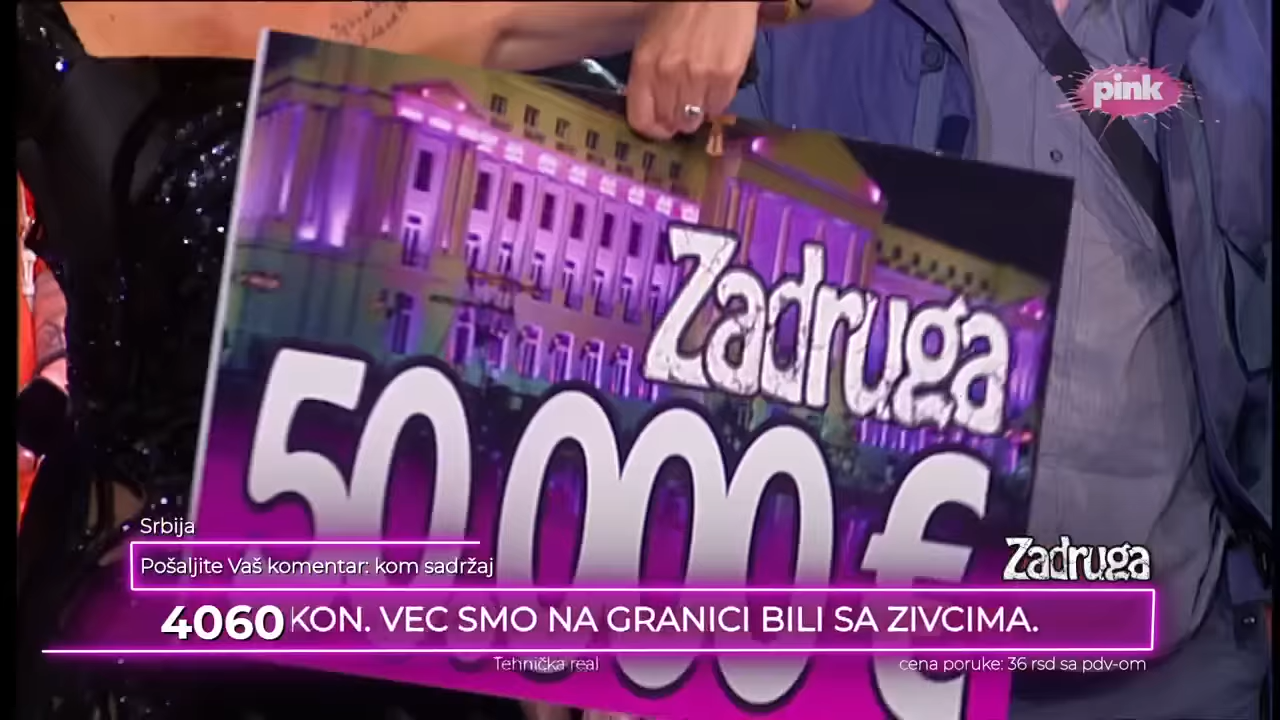 pink
Zadruga
50.000 €
Srbija
Pošaljite Vaš komentar: kom sadržaj
Zadruga
4060 KON. VEC SMO NA GRANICI BILI SA ZIVCIMA.
Tehnička real
cena poruke: 36 rsd sa pdv-om